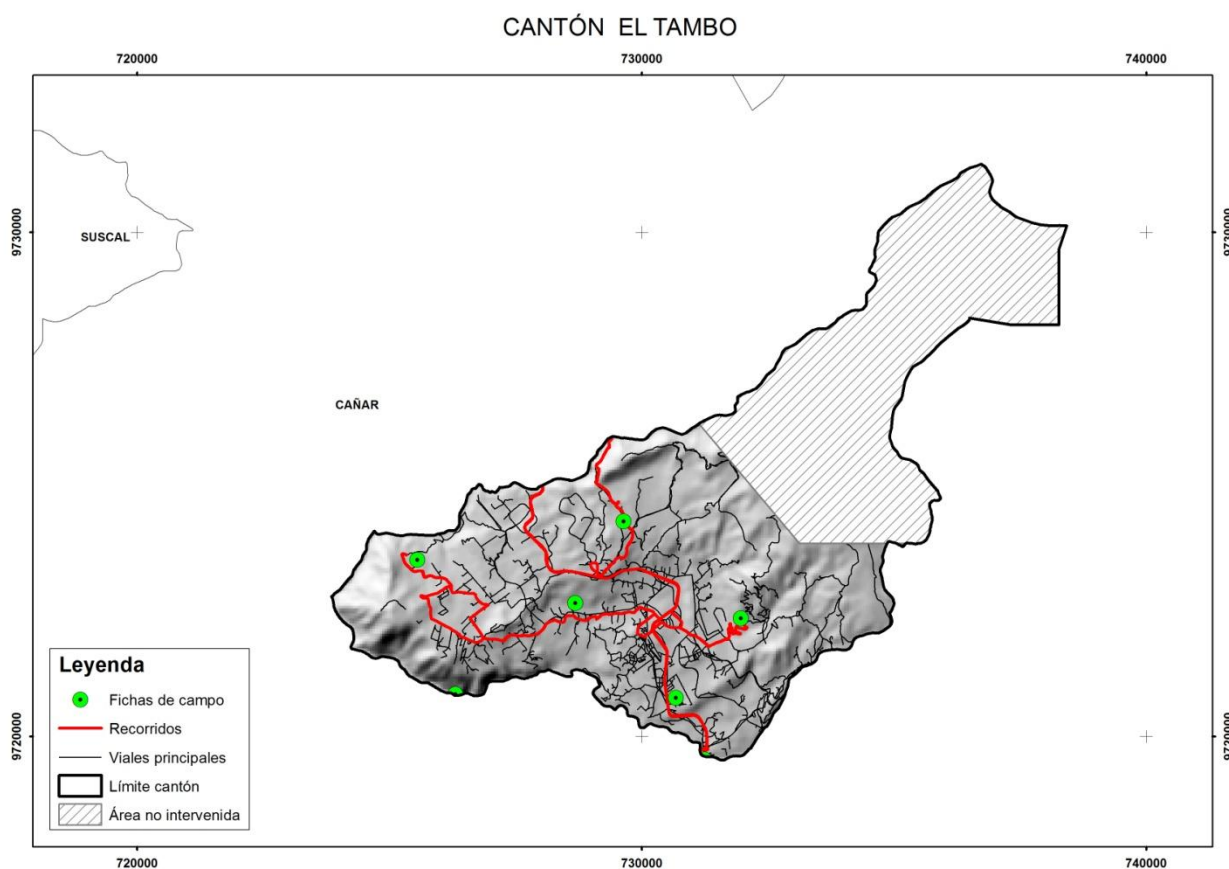 CANTÓN EL TAMBO
720000
730000
740000
9730000
9730000
SUSCAL
CAÑAR
Leyenda
Fichas de campo
Recorridos
Viales principales
Límite cantón
Área no intervenida
9720000
9720000
720000
730000
740000